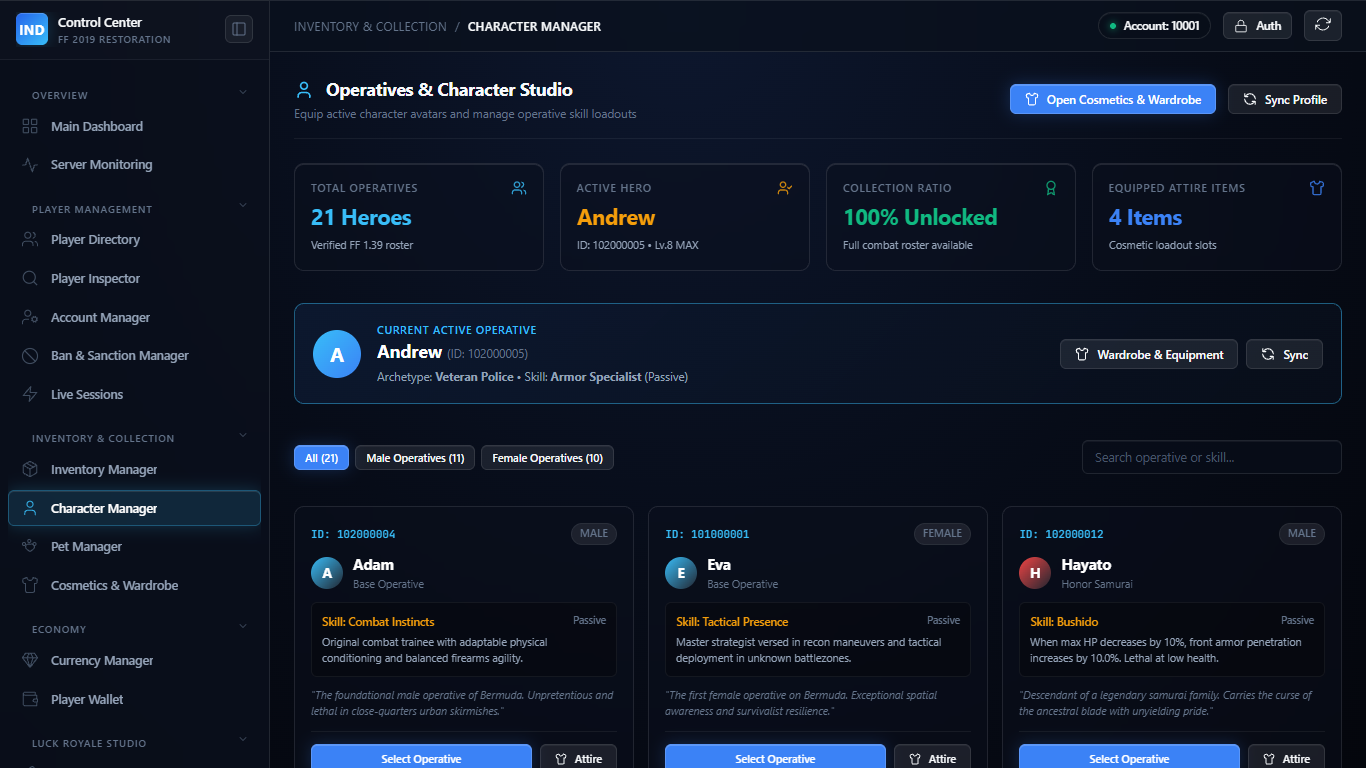 IND
Control Center
FF 2019 RESTORATION
OVERVIEW
Main Dashboard
Server Monitoring
PLAYER MANAGEMENT
Player Directory
Player Inspector
Account Manager
Ban & Sanction Manager
Live Sessions
INVENTORY & COLLECTION
Inventory Manager
Character Manager
Pet Manager
Cosmetics & Wardrobe
ECONOMY
Currency Manager
Player Wallet
LUCK ROYALE STUDIO
INVENTORY & COLLECTION / CHARACTER MANAGER
Account: 10001
Auth
Operatives & Character Studio
Equip active character avatars and manage operative skill loadouts
Open Cosmetics & Wardrobe
Sync Profile
TOTAL OPERATIVES
21 Heroes
Verified FF 1.39 roster
ACTIVE HERO
Andrew
ID: 102000005 • Lv.8 MAX
COLLECTION RATIO
100% Unlocked
Full combat roster available
EQUIPPED ATTIRE ITEMS
4 Items
Cosmetic loadout slots
A
CURRENT ACTIVE OPERATIVE
Andrew (ID: 102000005)
Archetype: Veteran Police • Skill: Armor Specialist (Passive)
Wardrobe & Equipment
Sync
All (21)
Male Operatives (11)
Female Operatives (10)
Search operative or skill...
ID: 102000004
MALE
A
Adam
Base Operative
Skill: Combat Instincts
Passive
Original combat trainee with adaptable physical
conditioning and balanced firearms agility.
"The foundational male operative of Bermuda. Unpretentious and
lethal in close-quarters urban skirmishes."
Select Operative
Attire
ID: 101000001
FEMALE
E
Eva
Base Operative
Skill: Tactical Presence
Passive
Master strategist versed in recon maneuvers and tactical
deployment in unknown battlezones.
"The first female operative on Bermuda. Exceptional spatial
awareness and survivalist resilience."
Select Operative
Attire
ID: 102000012
MALE
H
Hayato
Honor Samurai
Skill: Bushido
Passive
When max HP decreases by 10%, front armor penetration
increases by 10.0%. Lethal at low health.
"Descendant of a legendary samurai family. Carries the curse of
the ancestral blade with unyielding pride."
Select Operative
Attire